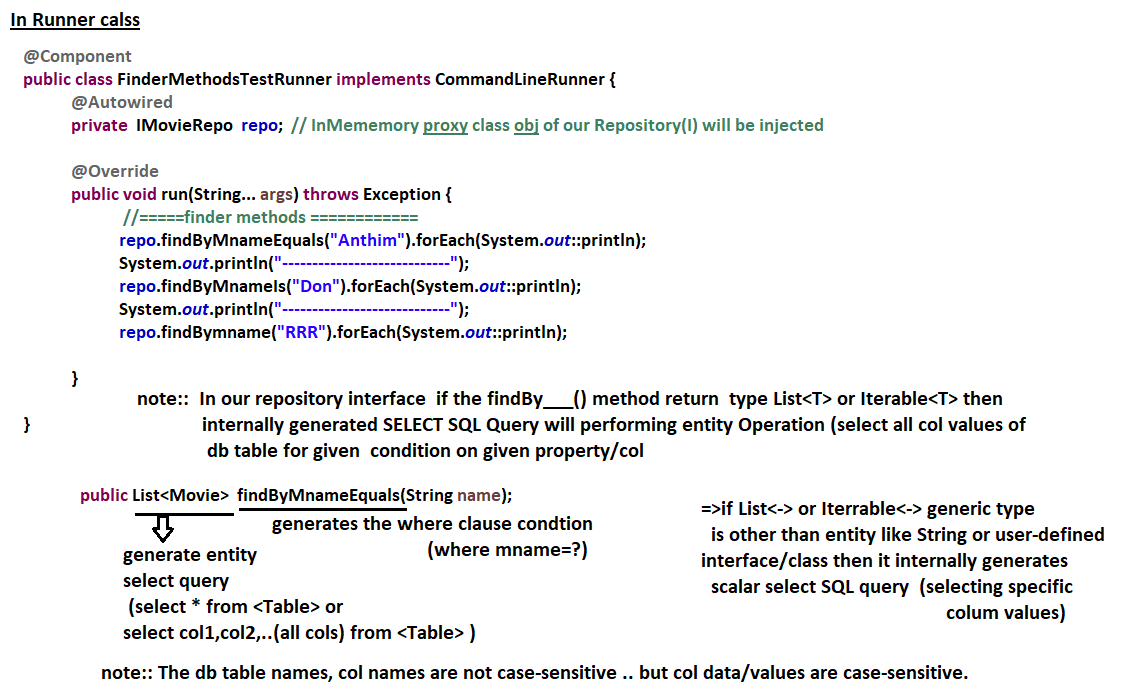 In Runner calss
@Component
public class FinderMethodsTestRunner implements CommandLineRunner {
@Autowired
private IMovieRepo repo; // InMememory proxy class obj of our Repository(I) will be injected
@Override
public void run(String... args) throws Exception {
//=====finder methods ============
repo.findByMnameEquals("Anthim").forEach(System.out::println);
System.out.println("----------------------------");
repo.findByMnameIs("Don").forEach(System.out::println);
System.out.println("----------------------------");
repo.findBymname("RRR").forEach(System.out::println);
}
note:: In our repository interface if the findBy___() method return type List<T> or Iterable<T> then
} internally generated SELECT SQL Query will performing entity Operation (select all col values of
db table for given condition on given property/col
public List<Movie> findByMnameEquals(String name);
generates the where clause condtion
(where mname=?)
generate entity
select query
(select * from <Table> or
select col1,col2,..(all cols) from <Table> )
=>if List<-> or Iterrable<-> generic type
is other than entity like String or user-defined
interface/class then it internally generates
scalar select SQL query (selecting specific
colum values)
note:: The db table names, col names are not case-sensitive .. but col data/values are case-sensitive.